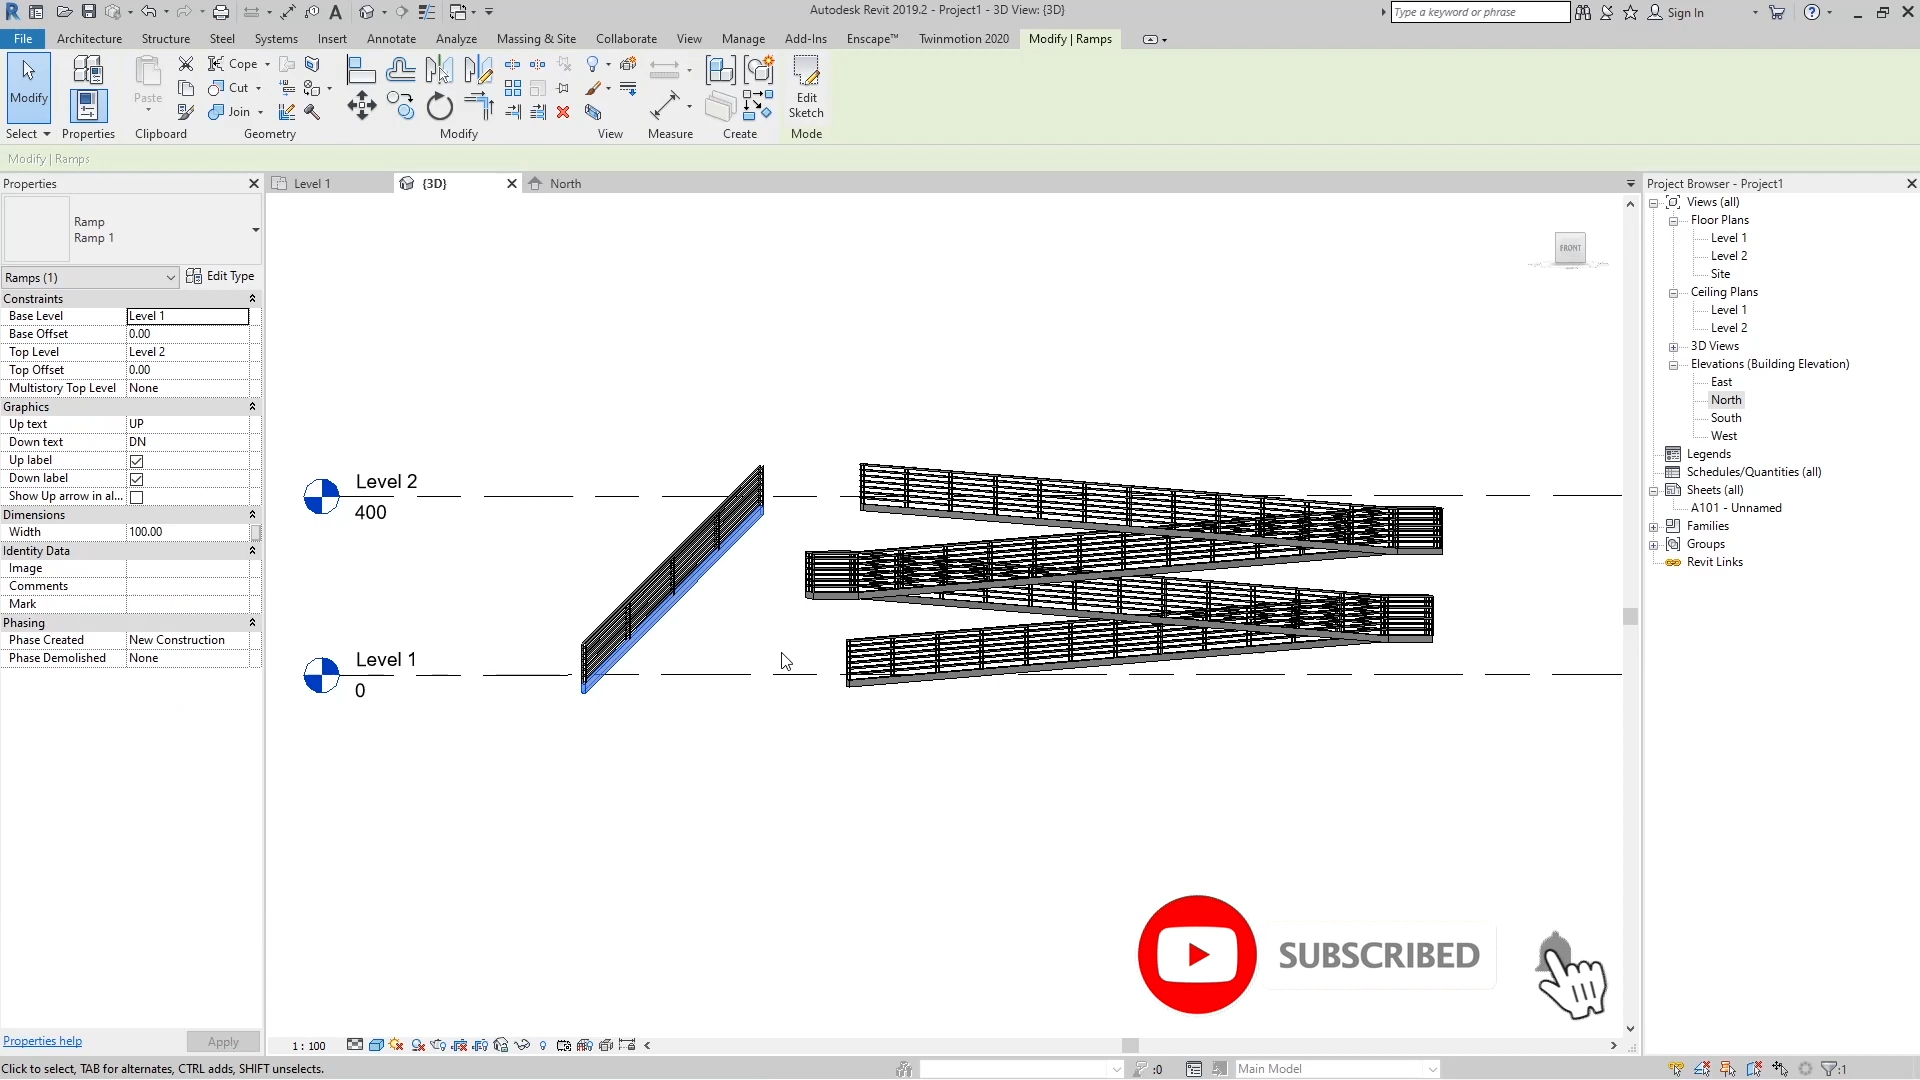 Autodesk Revit 2019.2 - Project1 - 3D View: {3D}
Type a keyword or phrase
Sign In
File Architecture Structure Steel Systems Insert Annotate Analyze Massing & Site Collaborate View Manage Add-Ins Enscape™ Twinmotion 2020 Modify | Ramps
Modify
Paste
Cope
Cut
Join
Edit
Sketch
Select Properties Clipboard Geometry Modify View Measure Create Mode
Modify | Ramps
Properties
Ramp
Ramp 1
Ramps (1)
Edit Type
Constraints
Base Level Level 1
Base Offset 0.00
Top Level Level 2
Top Offset 0.00
Multistory Top Level None
Graphics
Up text UP
Down text DN
Up label
Down label
Show Up arrow in al...
Dimensions
Width 100.00
Identity Data
Image
Comments
Mark
Phasing
Phase Created New Construction
Phase Demolished None
Properties help
Apply
Level 1
{3D}
North
FRONT
Level 2
400
Level 1
0
SUBSCRIBED
1 : 100
Project Browser - Project1
Views (all)
Floor Plans
Level 1
Level 2
Site
Ceiling Plans
Level 1
Level 2
3D Views
Elevations (Building Elevation)
East
North
South
West
Legends
Schedules/Quantities (all)
Sheets (all)
A101 - Unnamed
Families
Groups
Revit Links
Click to select, TAB for alternates, CTRL adds, SHIFT unselects.
:0
Main Model
:1